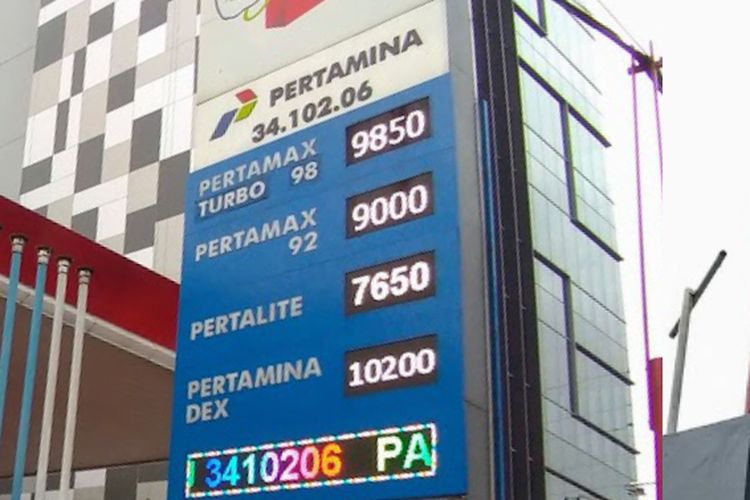 PERTAMINA
34.102.06
PERTAMAX 9850
TURBO 98
PERTAMAX 9000
92
PERTALITE 7650
PERTAMINA 10200
DEX
3410206 PA